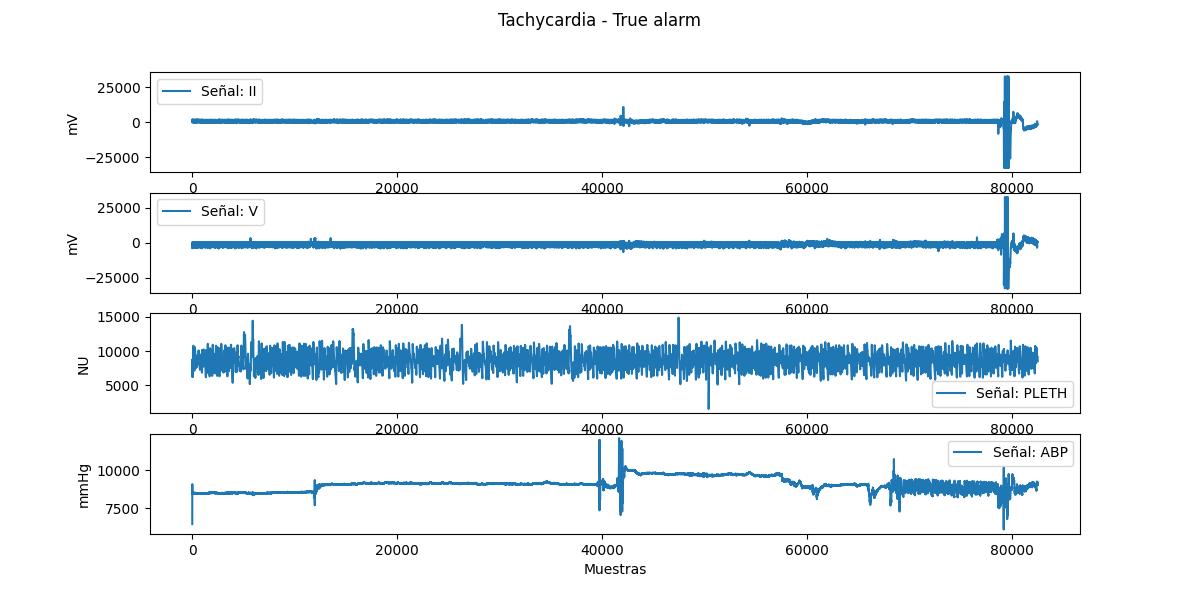 Tachycardia - True alarm
25000
0
−25000
mV
Señal: II
0 20000 40000 60000 80000
25000
0
−25000
mV
Señal: V
0 20000 40000 60000 80000
15000
10000
5000
NU
Señal: PLETH
0 20000 40000 60000 80000
10000
7500
mmHg
Señal: ABP
0 20000 40000 60000 80000
Muestras